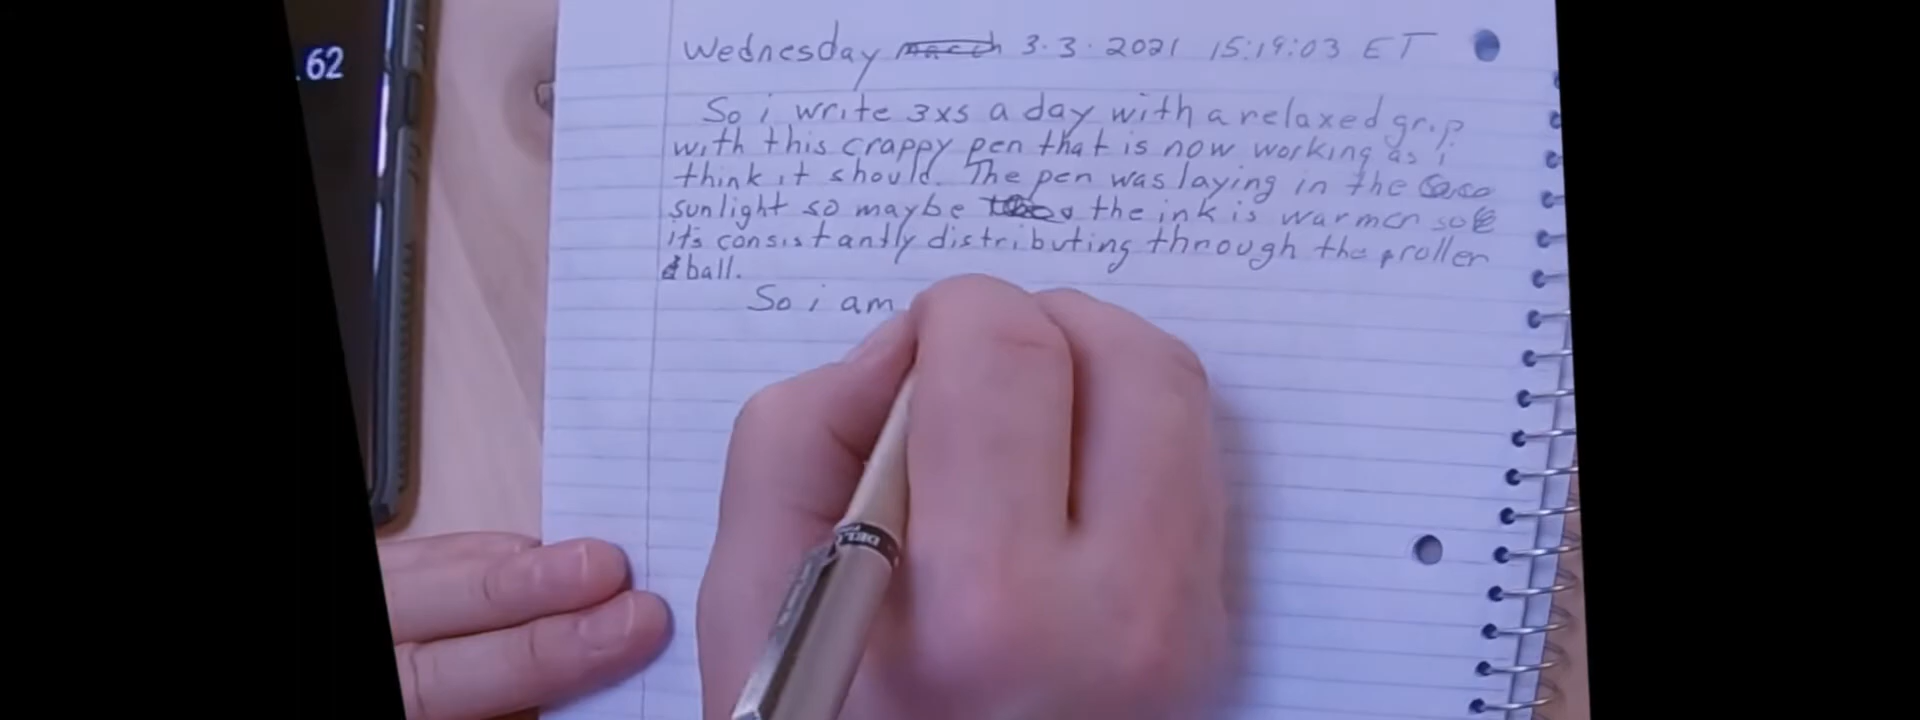 .62
Wednesday 3.3.2021 15:19:03 ET
So i write 3xs a day with a relaxed grip
with this crappy pen that is now working as i
think it should. The pen was laying in the
sunlight so maybe the ink is warmer so
it's consistantly distributing through the roller
ball.
So i am